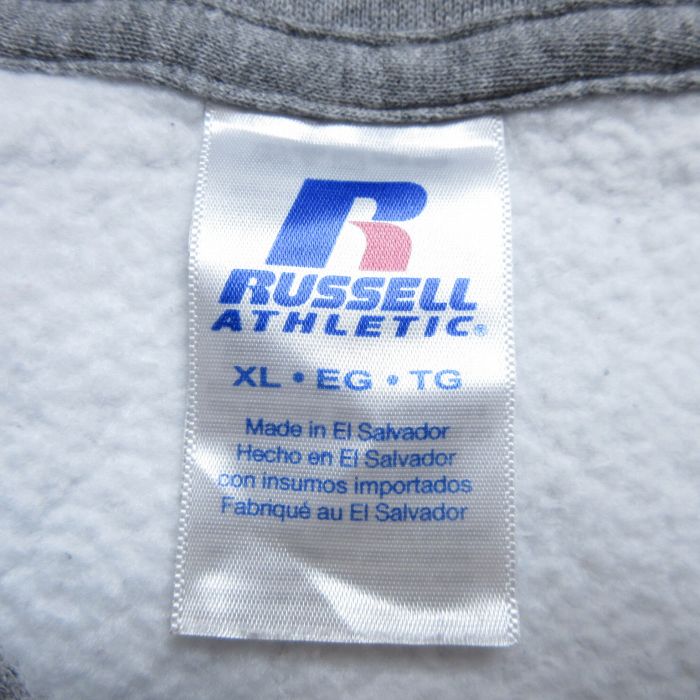 R
RUSSELL
ATHLETIC®
XL • EG • TG
Made in El Salvador
Hecho en El Salvador
con insumos importados
Fabriqué au El Salvador